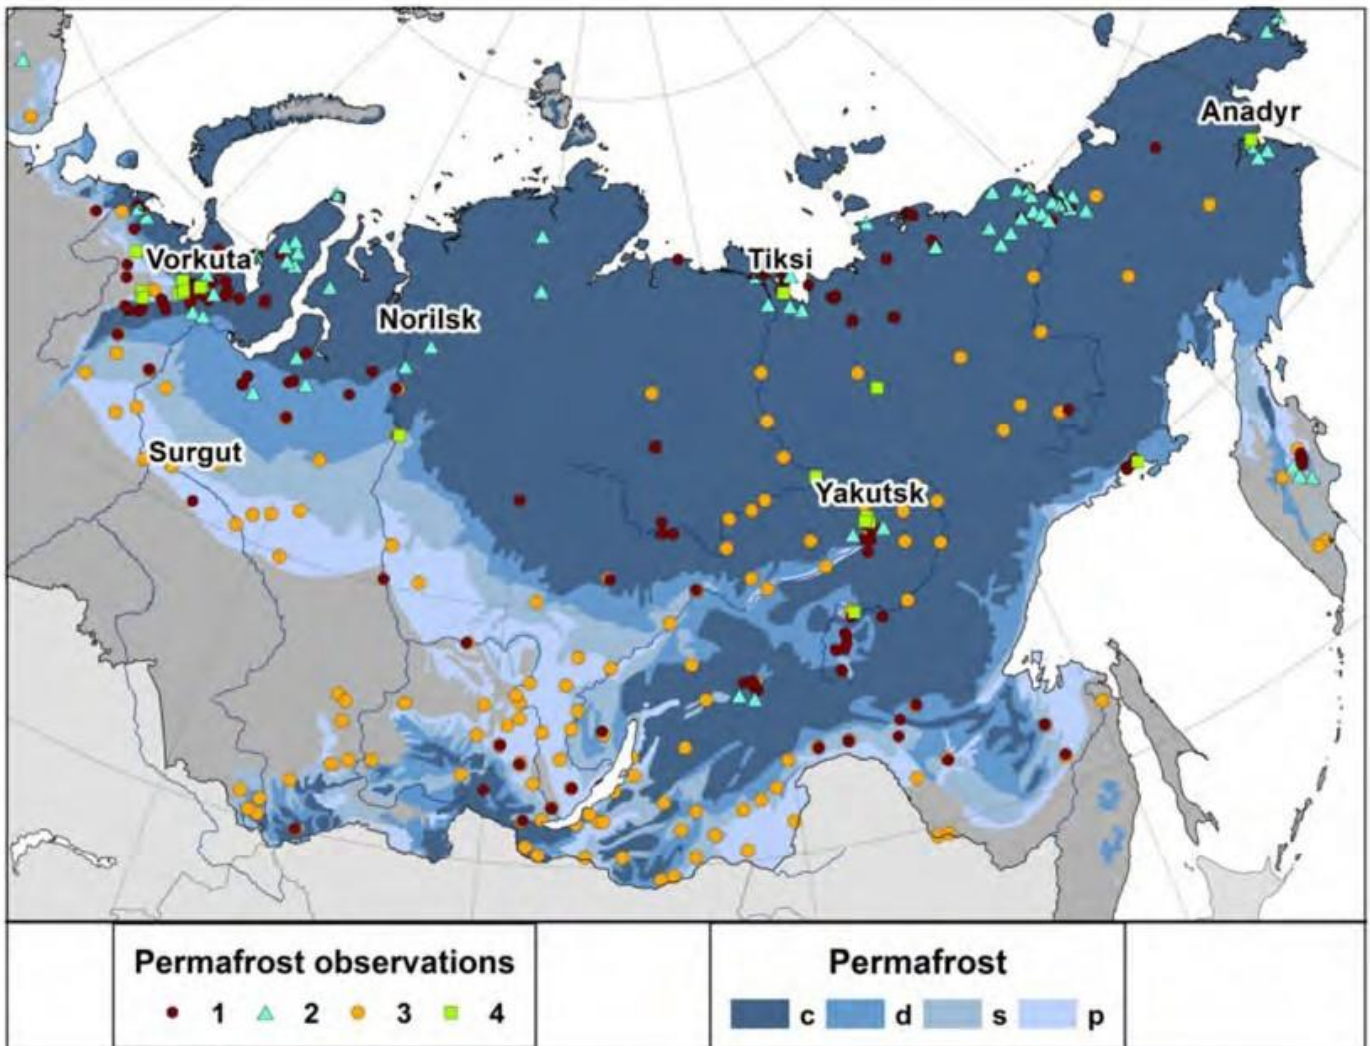 Anadyr
Vorkuta
Tiksi
Norilsk
Surgut
Yakutsk
Permafrost observations
1 2 3 4
Permafrost
c d s p